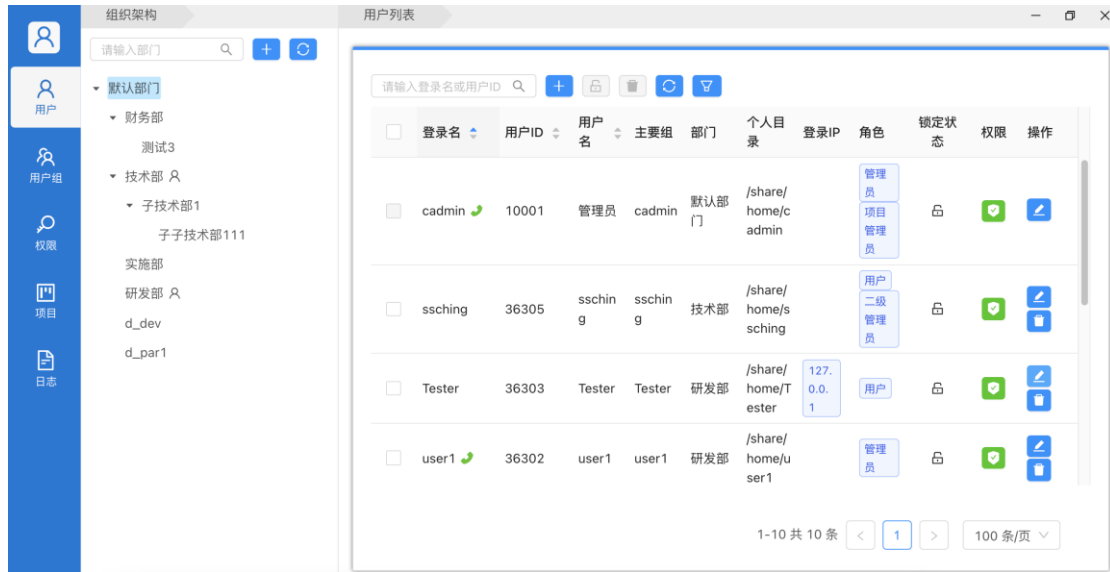 组织架构
用户列表
请输入部门
用户
用户组
权限
项目
日志
默认部门
财务部
测试3
技术部
子技术部1
子子技术部111
实施部
研发部
d_dev
d_par1
请输入登录名或用户ID
登录名 用户ID 用户 主要组 部门 个人目 登录IP 角色 锁定状 权限 操作
名 录 态
cadmin 10001 管理员 cadmin 默认部
门
/share/
home/c
admin
管理
员
项目
管理
员
ssching 36305 sschin sschin 技术部
g g
/share/
home/s
sching
用户
二级
管理
员
Tester 36303 Tester Tester 研发部
/share/
home/T
ester
127.
0.0.
1
用户
user1 36302 user1 user1 研发部
/share/
home/u
ser1
管理
员
1-10 共 10 条 < 1 > 100 条/页